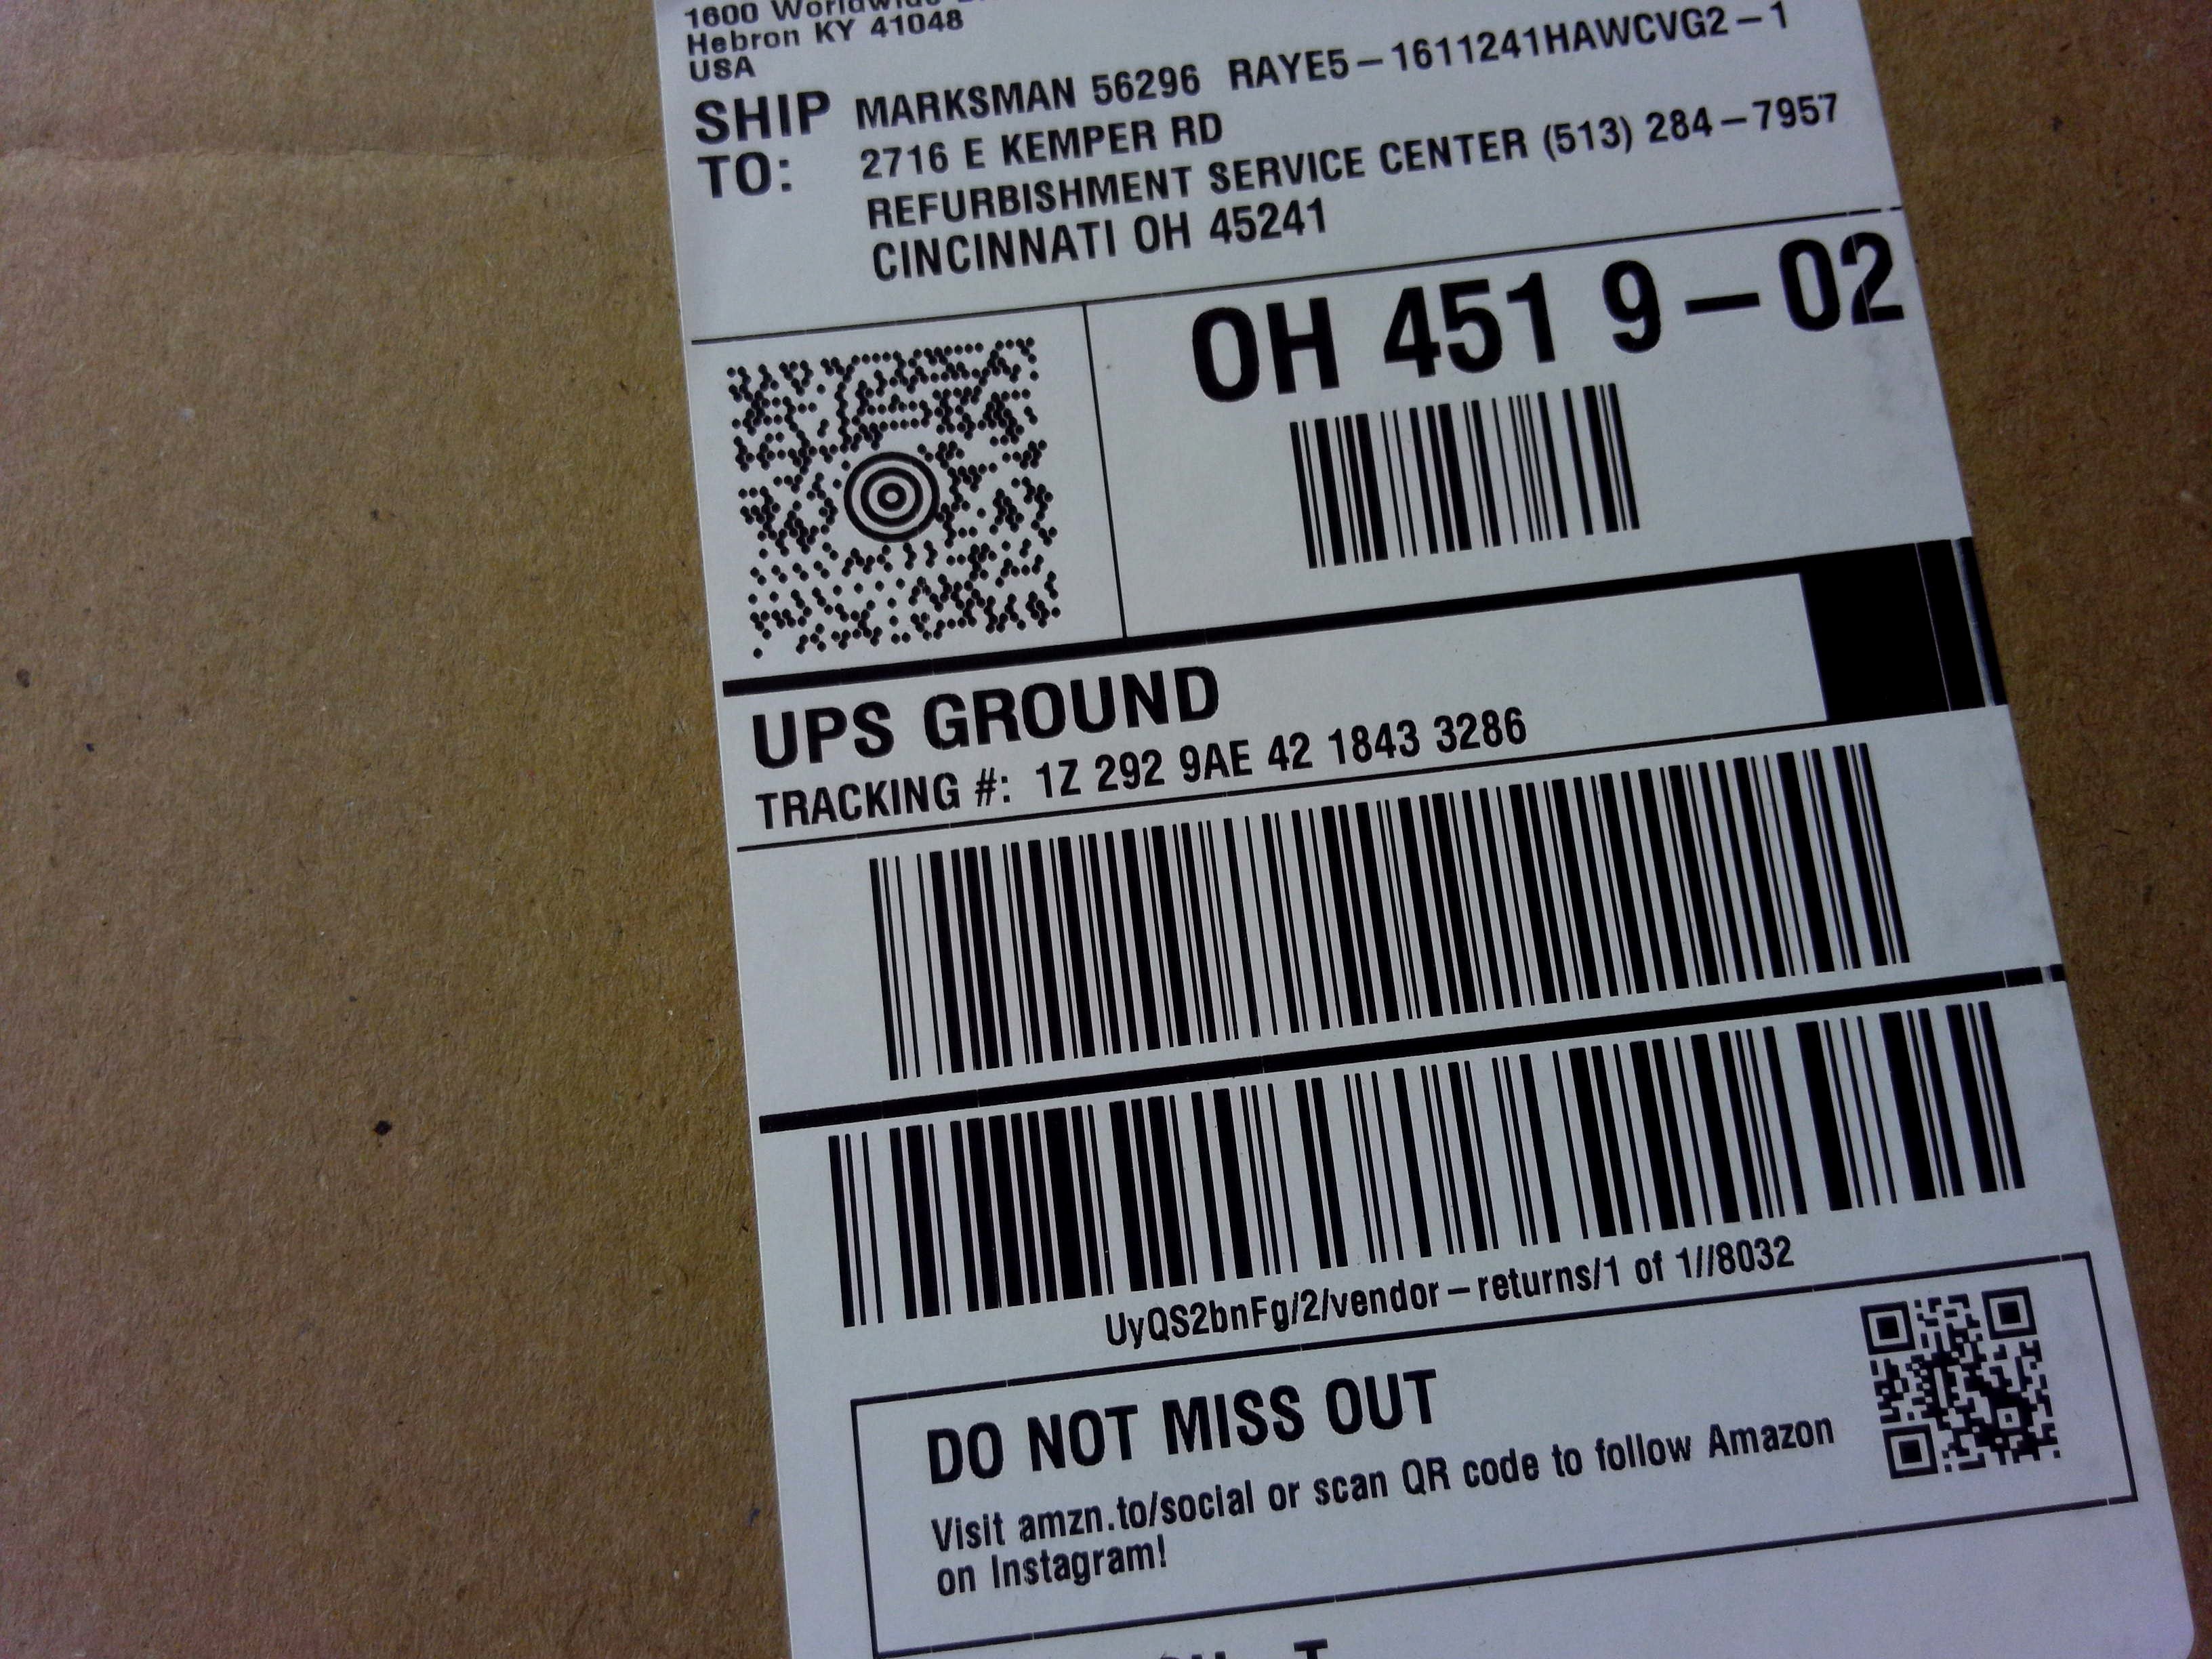 1600 Worldwide
Hebron KY 41048
USA
SHIP TO:
MARKSMAN 56296 RAYE5-1611241HAWCVG2-1
2716 E KEMPER RD
REFURBISHMENT SERVICE CENTER (513) 284-7957
CINCINNATI OH 45241
OH 451 9-02
UPS GROUND
TRACKING #: 1Z 292 9AE 42 1843 3286
UyQS2bnFg/2/vendor-returns/1 of 1//8032
DO NOT MISS OUT
Visit amzn.to/social or scan QR code to follow Amazon
on Instagram!